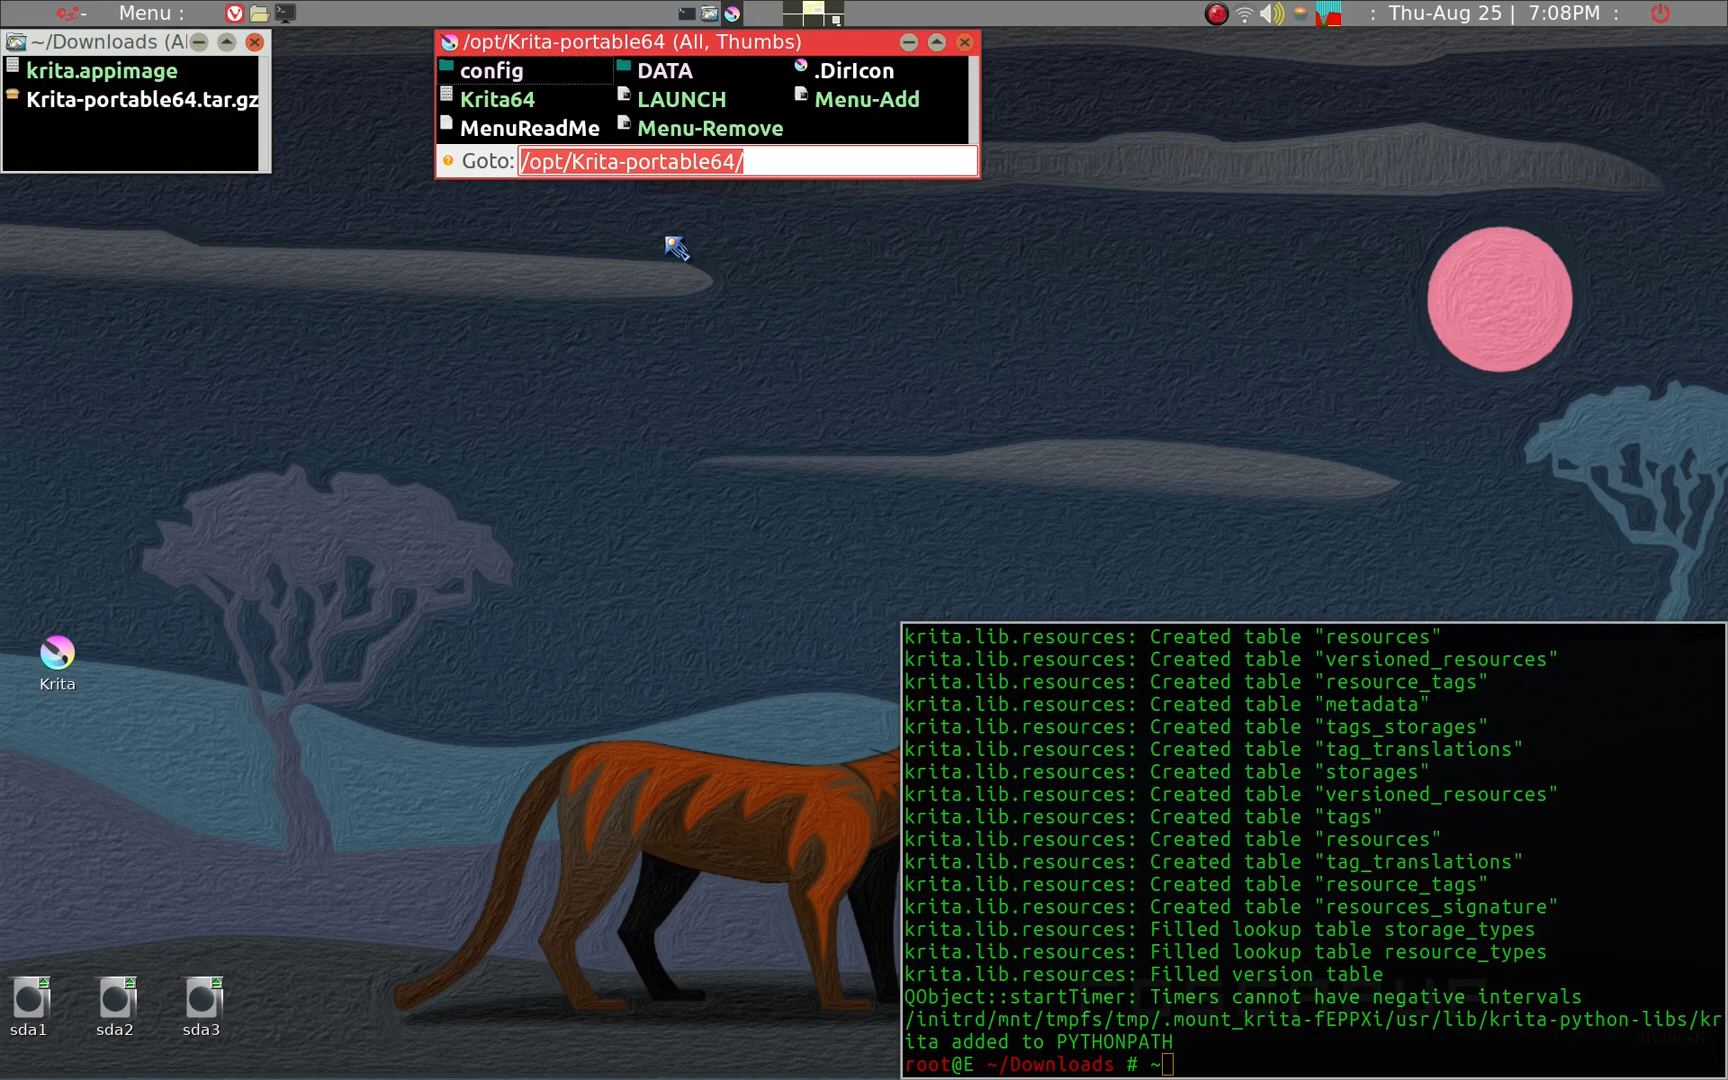 Menu :
: Thu-Aug 25 | 7:08PM :
~/Downloads (Al
krita.appimage
Krita-portable64.tar.gz
/opt/Krita-portable64 (All, Thumbs)
config DATA .DirIcon
Krita64 LAUNCH Menu-Add
MenuReadMe Menu-Remove
Goto: /opt/Krita-portable64/
Krita
krita.lib.resources: Created table "resources"
krita.lib.resources: Created table "versioned_resources"
krita.lib.resources: Created table "resource_tags"
krita.lib.resources: Created table "metadata"
krita.lib.resources: Created table "tags_storages"
krita.lib.resources: Created table "tag_translations"
krita.lib.resources: Created table "storages"
krita.lib.resources: Created table "versioned_resources"
krita.lib.resources: Created table "tags"
krita.lib.resources: Created table "resources"
krita.lib.resources: Created table "tag_translations"
krita.lib.resources: Created table "resource_tags"
krita.lib.resources: Created table "resources_signature"
krita.lib.resources: Filled lookup table storage_types
krita.lib.resources: Filled lookup table resource_types
krita.lib.resources: Filled version table
QObject::startTimer: Timers cannot have negative intervals
/initrd/mnt/tmpfs/tmp/.mount_krita-fEPPXi/usr/lib/krita-python-libs/kr
ita added to PYTHONPATH
root@E ~/Downloads # ~
sda1 sda2 sda3